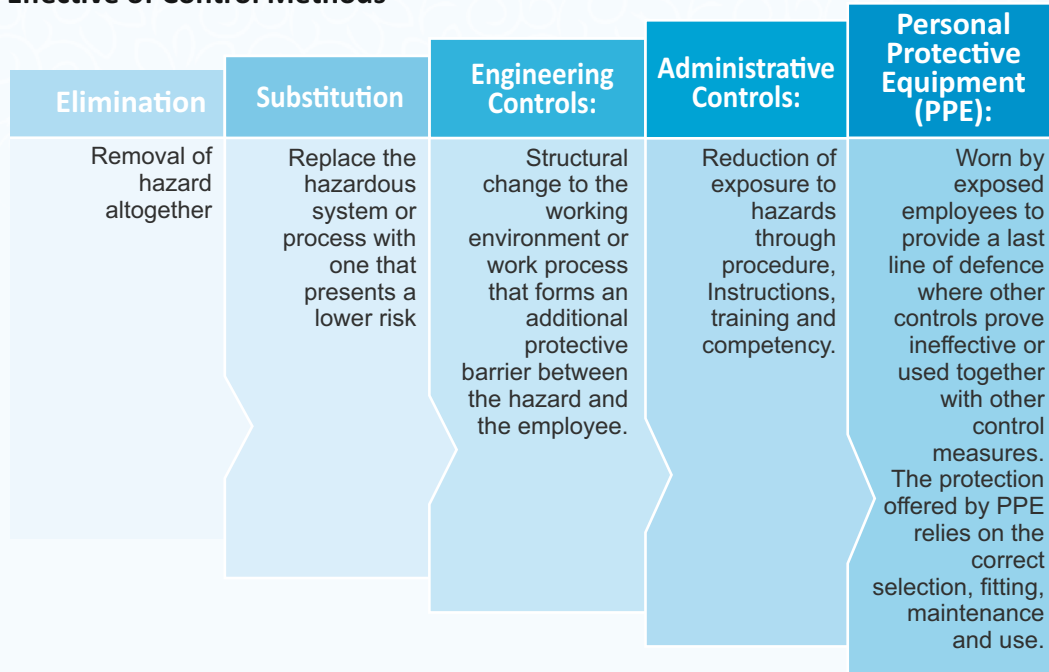 Effective of Control Methods
Elimination
Removal of
hazard
altogether
Substitution
Replace the
hazardous
system or
process with
one that
presents a
lower risk
Engineering
Controls:
Structural
change to the
working
environment or
work process
that forms an
additional
protective
barrier between
the hazard and
the employee.
Administrative
Controls:
Reduction of
exposure to
hazards
through
procedure,
Instructions,
training and
competency.
Personal
Protective
Equipment
(PPE):
Worn by
exposed
employees to
provide a last
line of defence
where other
controls prove
ineffective or
used together
with other
control
measures.
The protection
offered by PPE
relies on the
correct
selection, fitting,
maintenance
and use.